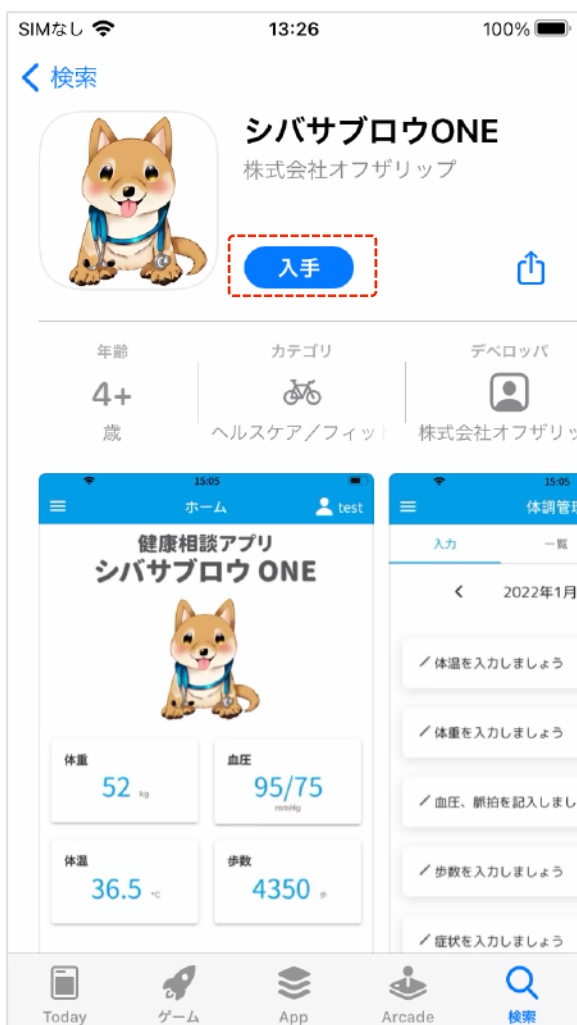 SIMなし 13:26 100%
検索
シバサブロウONE
株式会社オフザリップ
入手
年齢 カテゴリ デベロッパ
4+
歳 ヘルスケア／フィッ 株式会社オフザリッ
15:05 15:05
ホーム test 体調管理
健康相談アプリ
シバサブロウ ONE
入力 一覧
2022年1月
体温を入力しましょう
体重を入力しましょう
体重 血圧
52 kg 95/75
mmHg
血圧、脈拍を記入しまし
体温 歩数
36.5 ℃ 4350 歩
歩数を入力しましょう
症状を入力しましょう
Today ゲーム App Arcade 検索